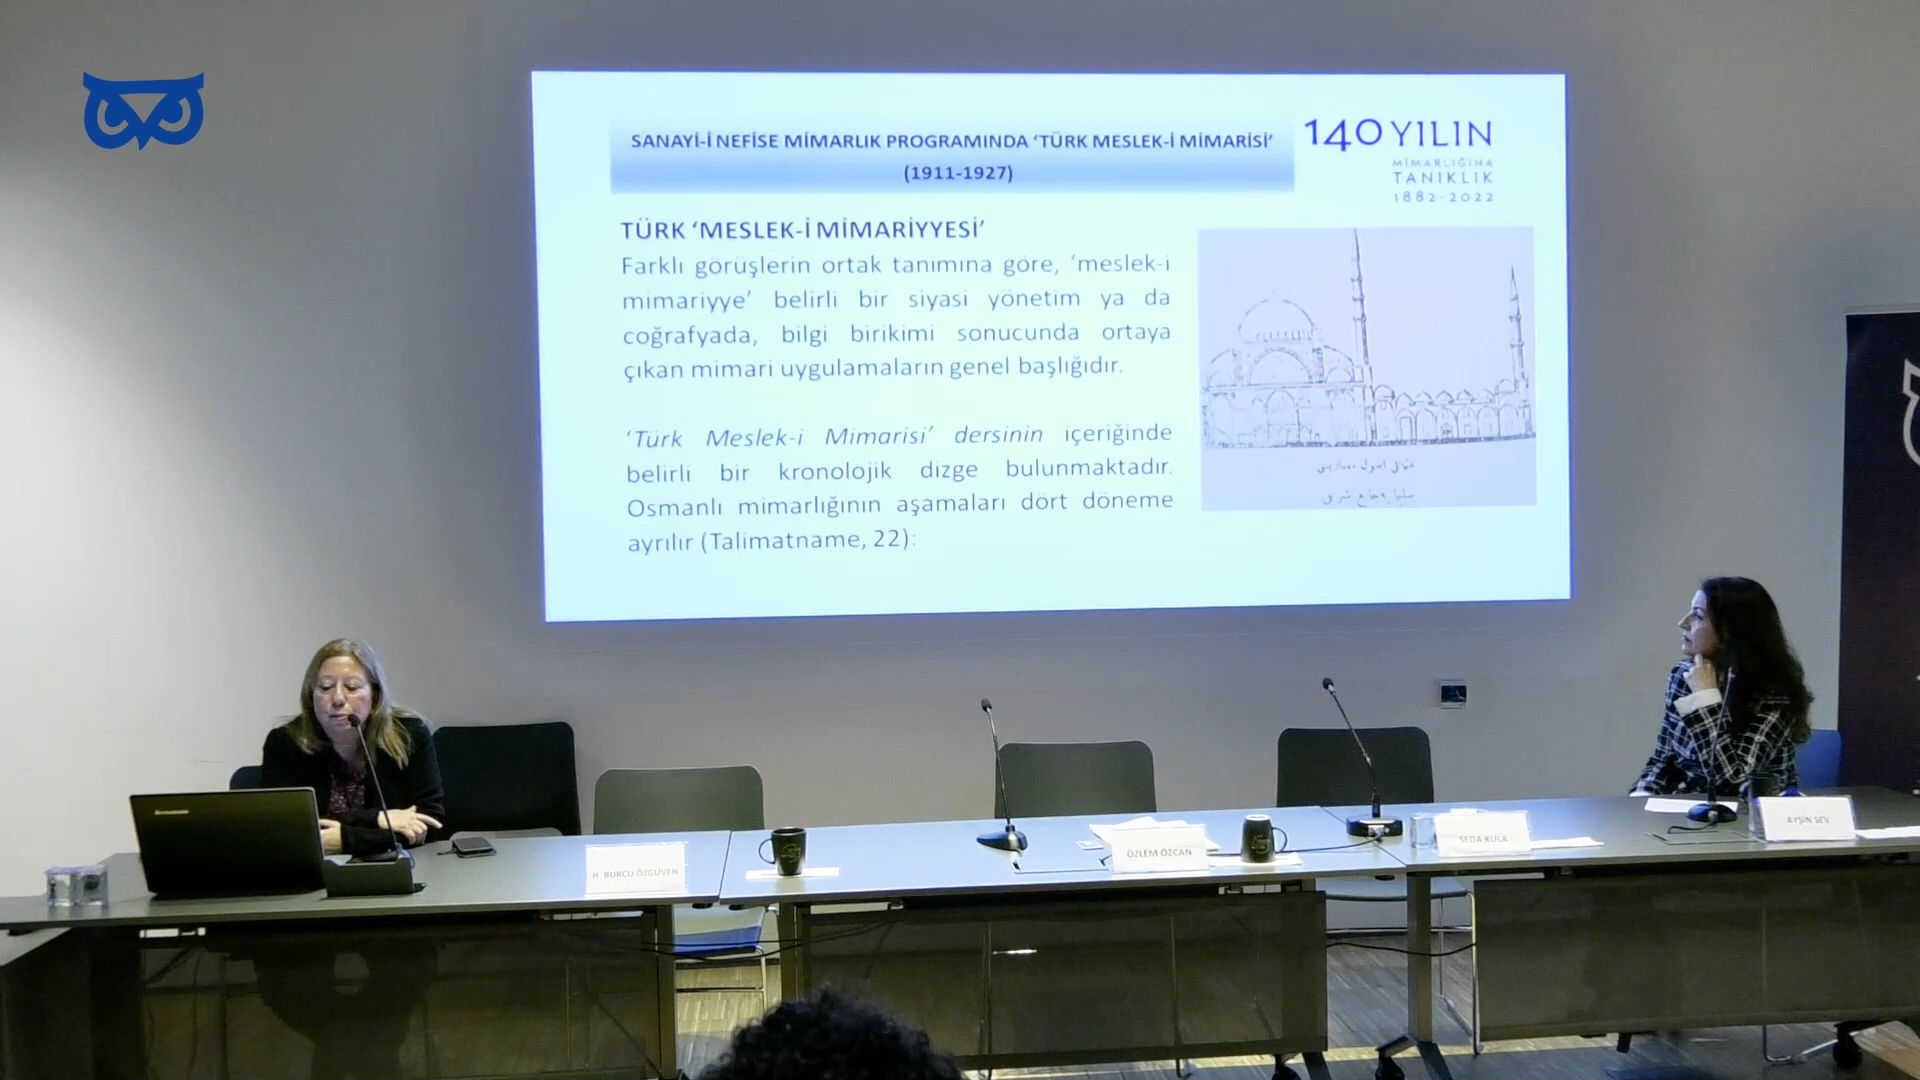 SANAYİ-İ NEFİSE MİMARLIK PROGRAMINDA ‘TÜRK MESLEK-İ MİMARİSİ’
(1911-1927)
140 YILIN
MİMARLIĞINA
TANIKLIK
1882-2022
TÜRK ‘MESLEK-İ MİMARİYYESİ’
Farklı görüşlerin ortak tanımına göre, ‘meslek-i
mimariyye’ belirli bir siyasi yönetim ya da
coğrafyada, bilgi birikimi sonucunda ortaya
çıkan mimari uygulamaların genel başlığıdır.
‘Türk Meslek-i Mimarisi’ dersinin içeriğinde
belirli bir kronolojik dizge bulunmaktadır.
Osmanlı mimarlığının aşamaları dört döneme
ayrılır (Talimatname, 22):
H. BURCU ÖZGÜVEN
ÖZLEM ÖZCAN
SEDA KULA
AYŞİN SEV